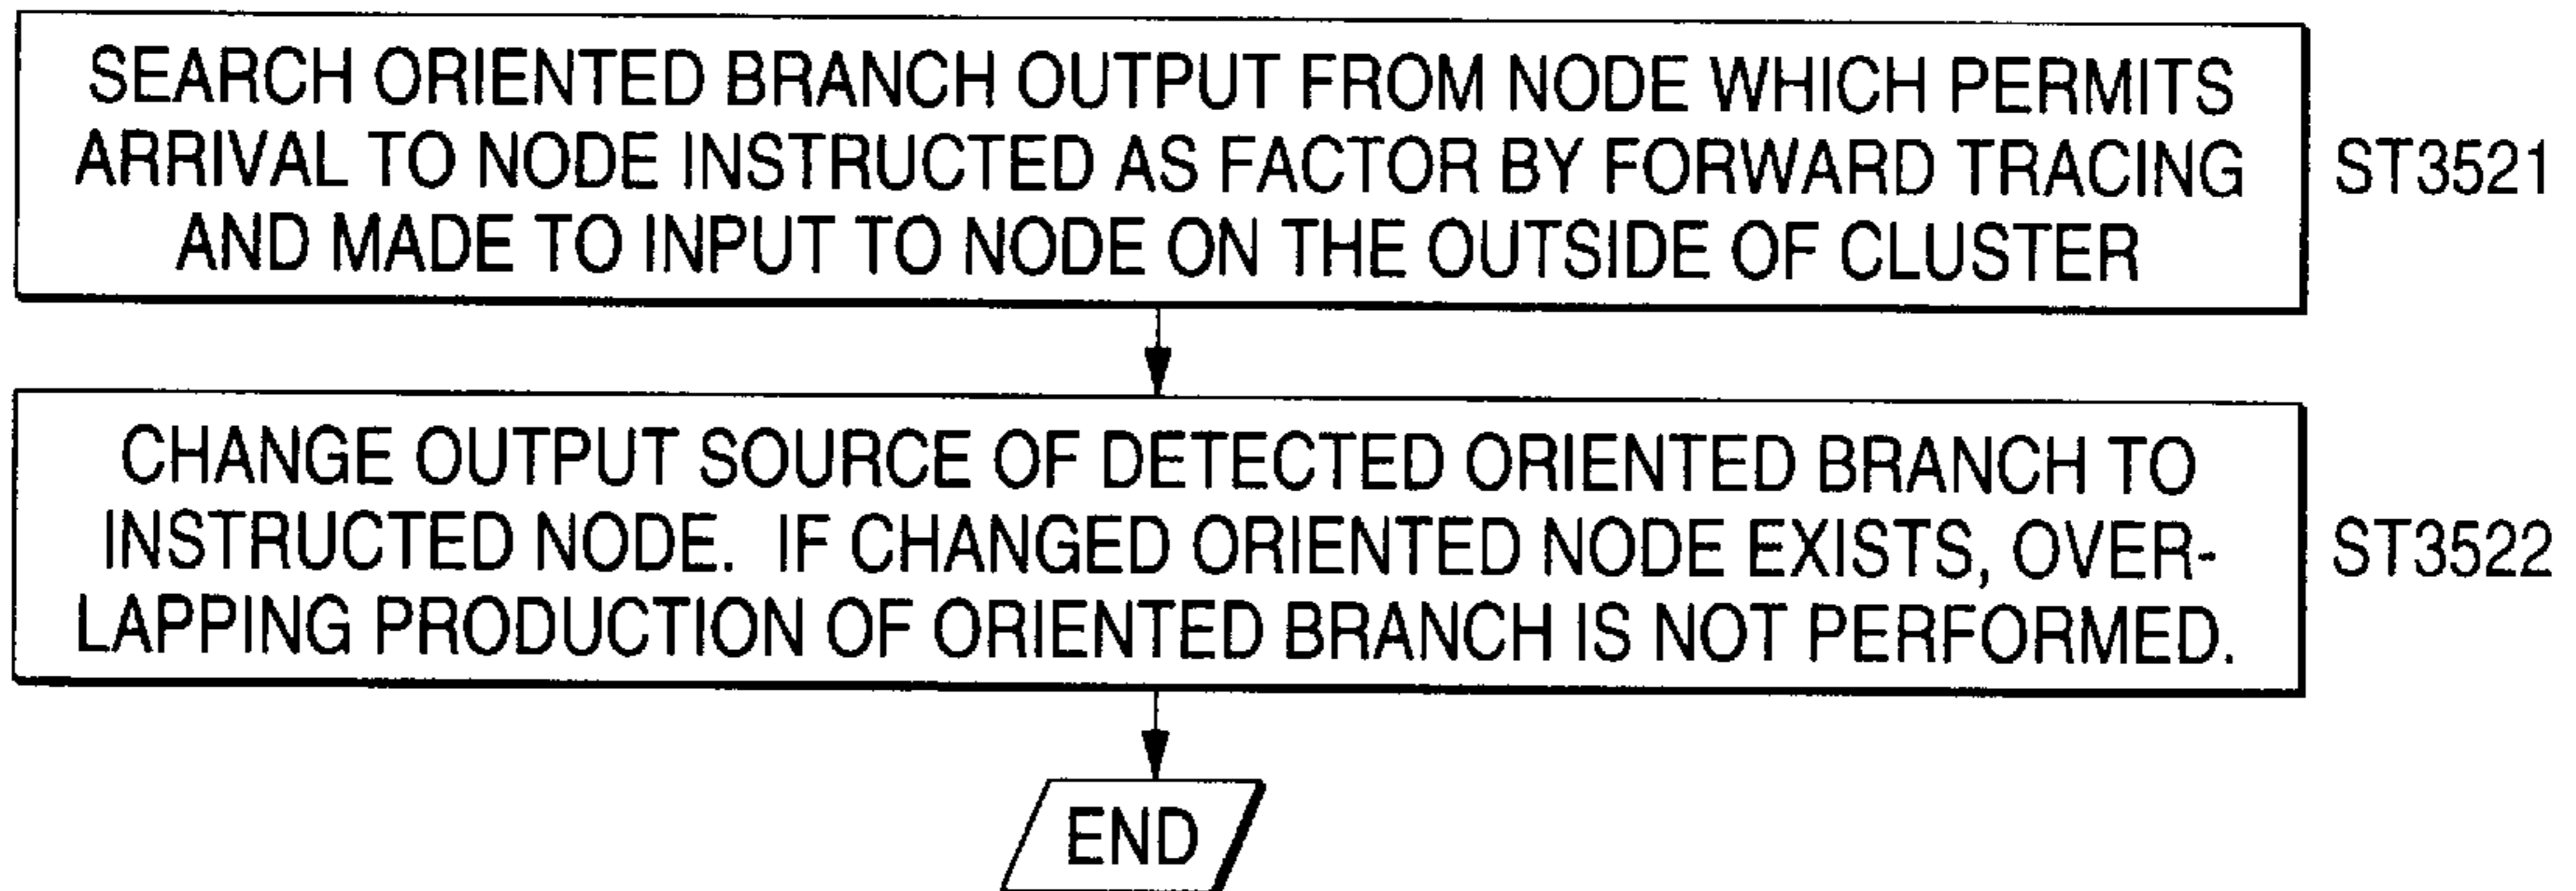 SEARCH ORIENTED BRANCH OUTPUT FROM NODE WHICH PERMITS
ARRIVAL TO NODE INSTRUCTED AS FACTOR BY FORWARD TRACING
AND MADE TO INPUT TO NODE ON THE OUTSIDE OF CLUSTER
ST3521
CHANGE OUTPUT SOURCE OF DETECTED ORIENTED BRANCH TO
INSTRUCTED NODE. IF CHANGED ORIENTED NODE EXISTS, OVER-
LAPPING PRODUCTION OF ORIENTED BRANCH IS NOT PERFORMED.
ST3522
END